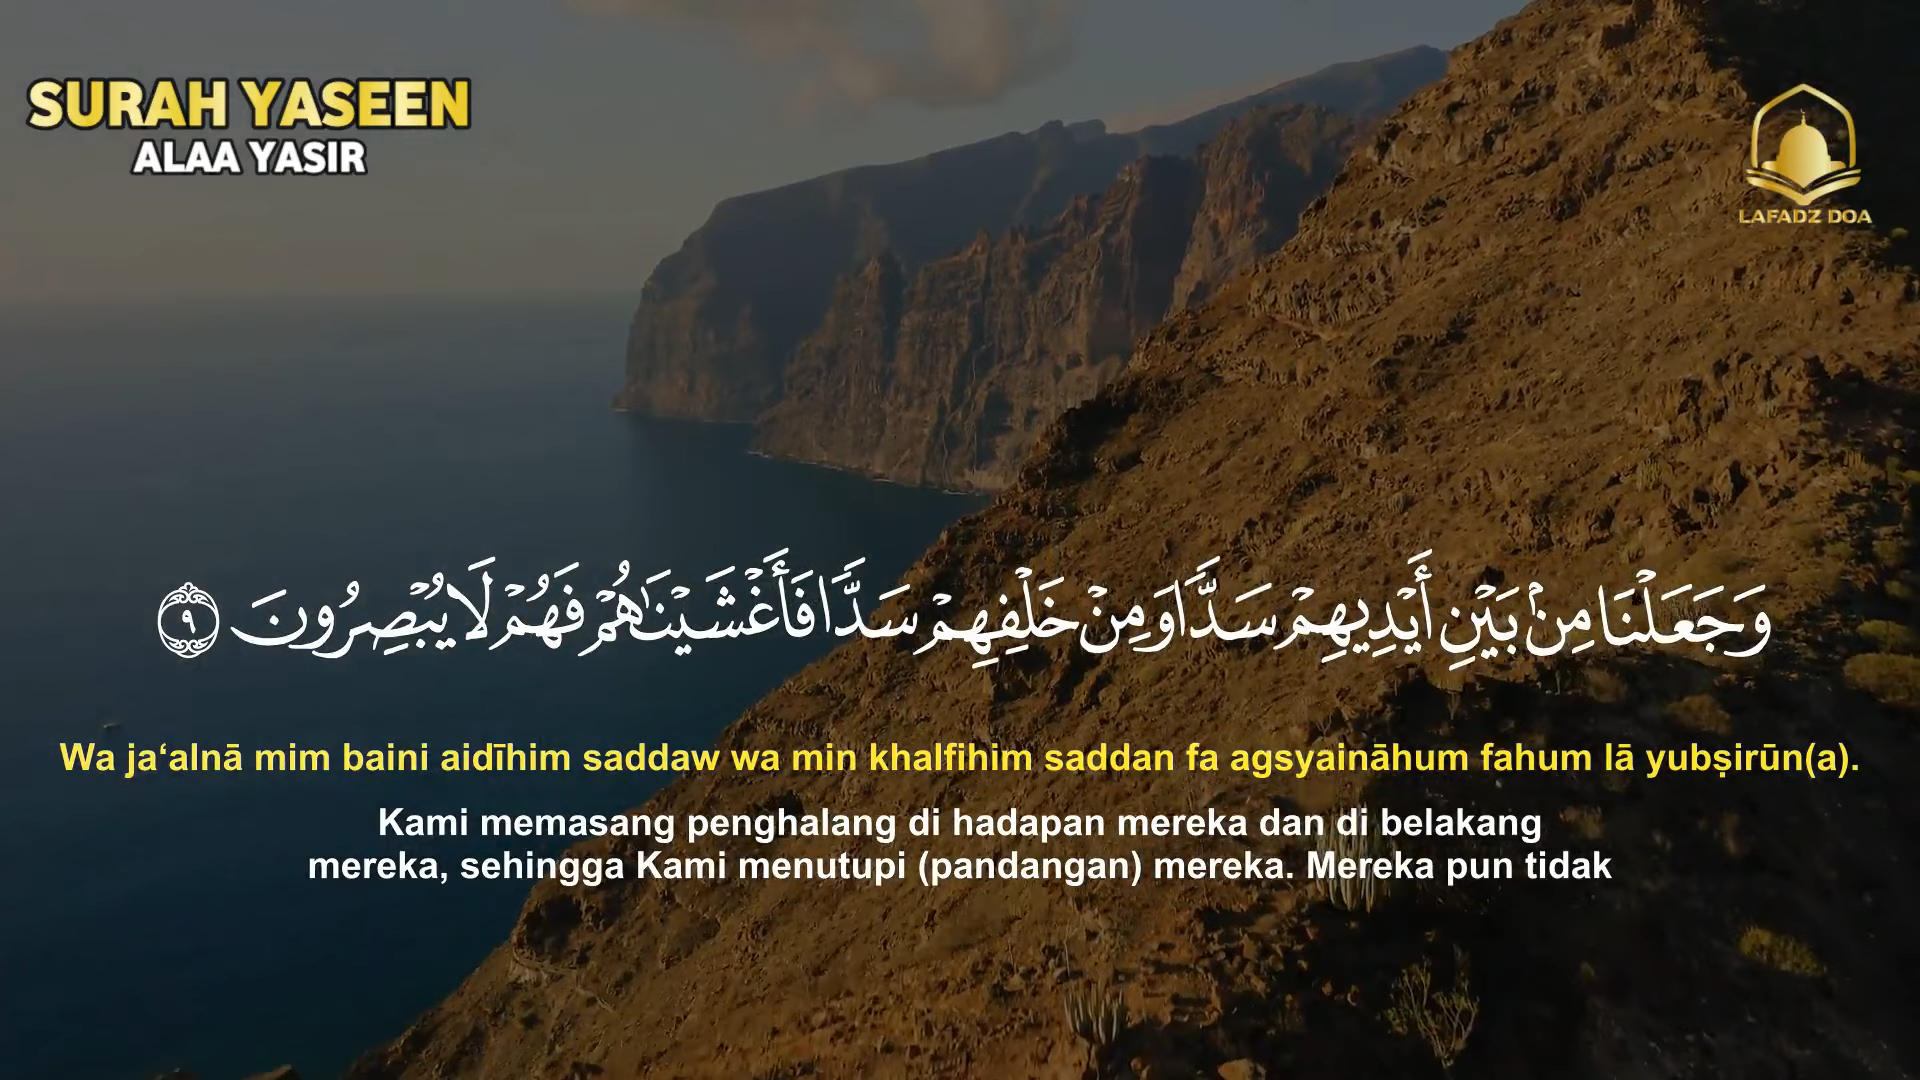 SURAH YASEEN
ALAA YASIR
LAFADZ DOA
وَجَعَلْنَا مِنۢ بَيْنِ أَيْدِيهِمْ سَدًّا وَمِنْ خَلْفِهِمْ سَدًّا فَأَغْشَيْنَٰهُمْ فَهُمْ لَا يُبْصِرُونَ ٩
Wa ja‘alnā mim baini aidīhim saddaw wa min khalfihim saddan fa agsyaināhum fahum lā yubṣirūn(a).
Kami memasang penghalang di hadapan mereka dan di belakang
mereka, sehingga Kami menutupi (pandangan) mereka. Mereka pun tidak